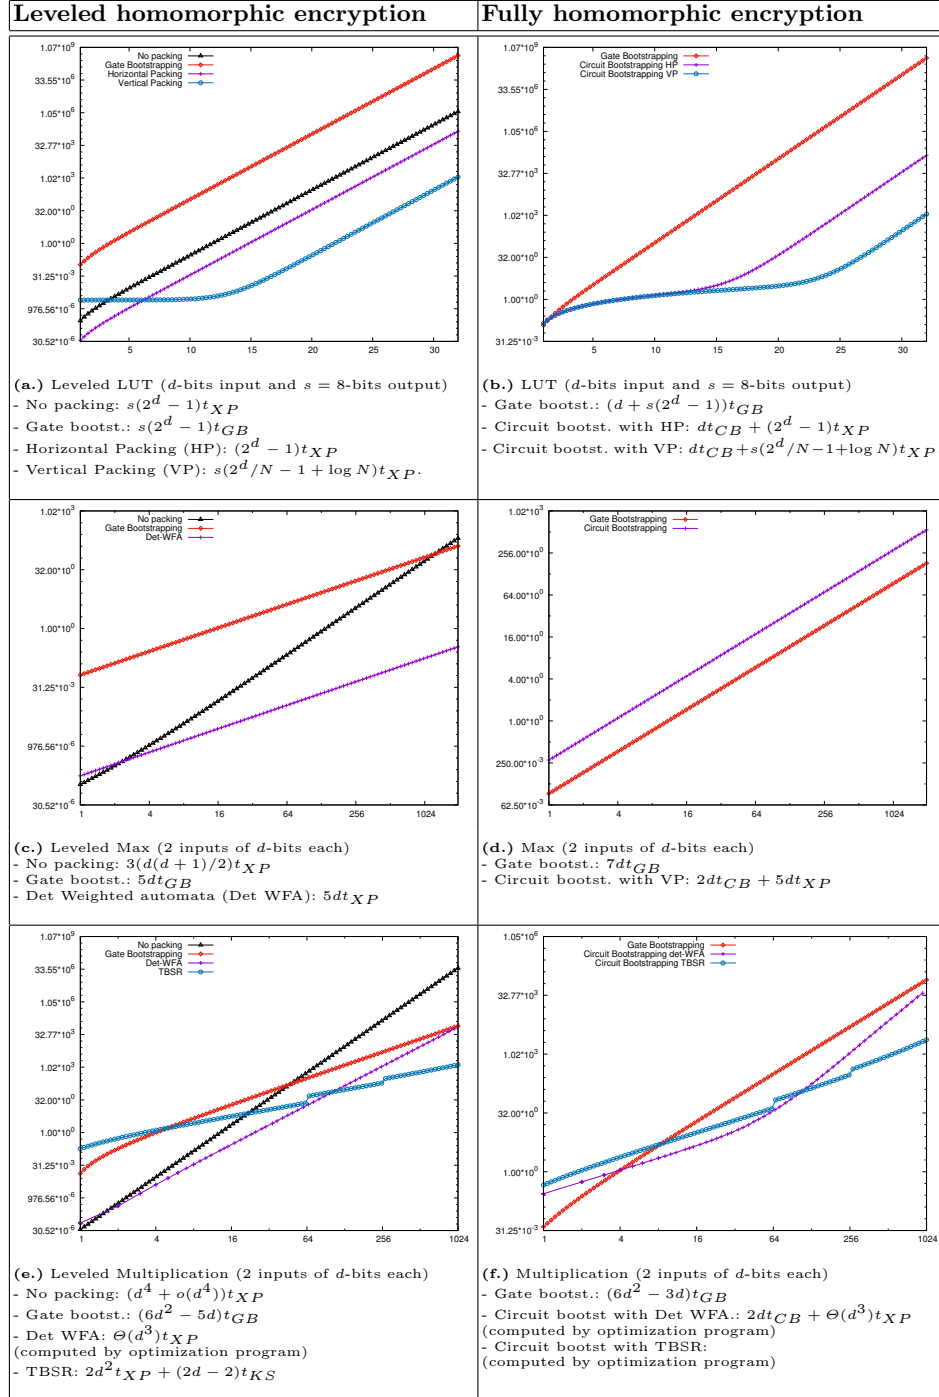 Leveled homomorphic encryption
Fully homomorphic encryption
1.07*10^9
33.55*10^6
1.05*10^6
32.77*10^3
1.02*10^3
32.00*10^0
1.00*10^0
31.25*10^-3
976.56*10^-6
30.52*10^-6
No packing
Gate Bootstrapping
Horizontal Packing
Vertical Packing
5 10 15 20 25 30
1.07*10^9
33.55*10^6
1.05*10^6
32.77*10^3
1.02*10^3
32.00*10^0
1.00*10^0
31.25*10^-3
Gate Bootstrapping
Circuit Bootstrapping HP
Circuit Bootstrapping VP
5 10 15 20 25 30
(a.) Leveled LUT (d-bits input and s = 8-bits output)
- No packing: s(2^d − 1)t_XP
- Gate bootst.: s(2^d − 1)t_GB
- Horizontal Packing (HP): (2^d − 1)t_XP
- Vertical Packing (VP): s(2^d/N − 1 + log N)t_XP.
(b.) LUT (d-bits input and s = 8-bits output)
- Gate bootst.: (d + s(2^d − 1))t_GB
- Circuit bootst. with HP: dt_CB + (2^d − 1)t_XP
- Circuit bootst. with VP: dt_CB+s(2^d/N−1+log N)t_XP
1.02*10^3
32.00*10^0
1.00*10^0
31.25*10^-3
976.56*10^-6
30.52*10^-6
No packing
Gate Bootstrapping
Det-WFA
1 4 16 64 256 1024
1.02*10^3
256.00*10^0
64.00*10^0
16.00*10^0
4.00*10^0
1.00*10^0
250.00*10^-3
62.50*10^-3
Gate Bootstrapping
Circuit Bootstrapping
1 4 16 64 256 1024
(c.) Leveled Max (2 inputs of d-bits each)
- No packing: 3(d(d + 1)/2)t_XP
- Gate bootst.: 5dt_GB
- Det Weighted automata (Det WFA): 5dt_XP
(d.) Max (2 inputs of d-bits each)
- Gate bootst.: 7dt_GB
- Circuit bootst. with VP: 2dt_CB + 5dt_XP
1.07*10^9
33.55*10^6
1.05*10^6
32.77*10^3
1.02*10^3
32.00*10^0
1.00*10^0
31.25*10^-3
976.56*10^-6
30.52*10^-6
No packing
Gate Bootstrapping
Det-WFA
TBSR
1 4 16 64 256 1024
1.05*10^6
32.77*10^3
1.02*10^3
32.00*10^0
1.00*10^0
31.25*10^-3
Gate Bootstrapping
Circuit Bootstrapping det-WFA
Circuit Bootstrapping TBSR
1 4 16 64 256 1024
(e.) Leveled Multiplication (2 inputs of d-bits each)
- No packing: (d^4 + o(d^4))t_XP
- Gate bootst.: (6d^2 − 5d)t_GB
- Det WFA: Θ(d^3)t_XP
(computed by optimization program)
- TBSR: 2d^2t_XP + (2d − 2)t_KS
(f.) Multiplication (2 inputs of d-bits each)
- Gate bootst.: (6d^2 − 3d)t_GB
- Circuit bootst with Det WFA.: 2dt_CB + Θ(d^3)t_XP
(computed by optimization program)
- Circuit bootst with TBSR:
(computed by optimization program)